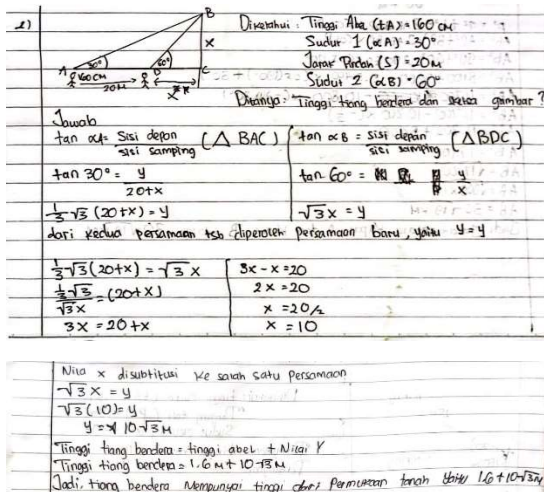 2)
B
x
30°
60°
A
D
C
160 cm
20 M
x
Diketahui : Tinggi Abel (tA) = 160 cm
Sudut 1 (∝A) = 30°
Jarak Pindah (S) = 20 M
Sudut 2 (∝B) = 60°
Ditanya : Tinggi tiang bendera dan sketsa gambar ?
Jawab
tan ∝A = sisi depan / sisi samping (△ BAC)
tan 30° = y / 20+x
1/3 √3 (20+x) = y
tan ∝B = sisi depan / sisi samping (△BDC)
tan 60° = y / x
√3 x = y
dari kedua persamaan tsb diperoleh persamaan baru, yaitu y = y
1/3 √3 (20+x) = √3 x
1/3 √3 / √3x = (20+x)
3x = 20+x
3x - x = 20
2x = 20
x = 20/2
x = 10
Nilai x disubtitusi ke salah satu Persamaan
√3 x = y
√3 (10) = y
y = 10√3 M
Tinggi tiang bendera = tinggi abel + Nilai Y
Tinggi tiang bendera = 1.6 M + 10√3 M
Jadi, tiang bendera Mempunyai tinggi dari Permukaan tanah yaitu 1.6 + 10√3 M